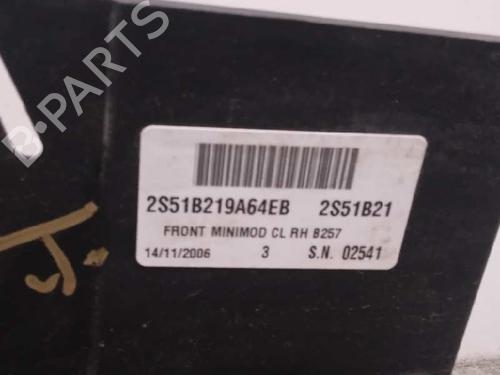 B-PARTS
2S51B219A64EB 2S51B21
FRONT MINIMOD CL RH B257
14/11/2006 3 S.N. 02541